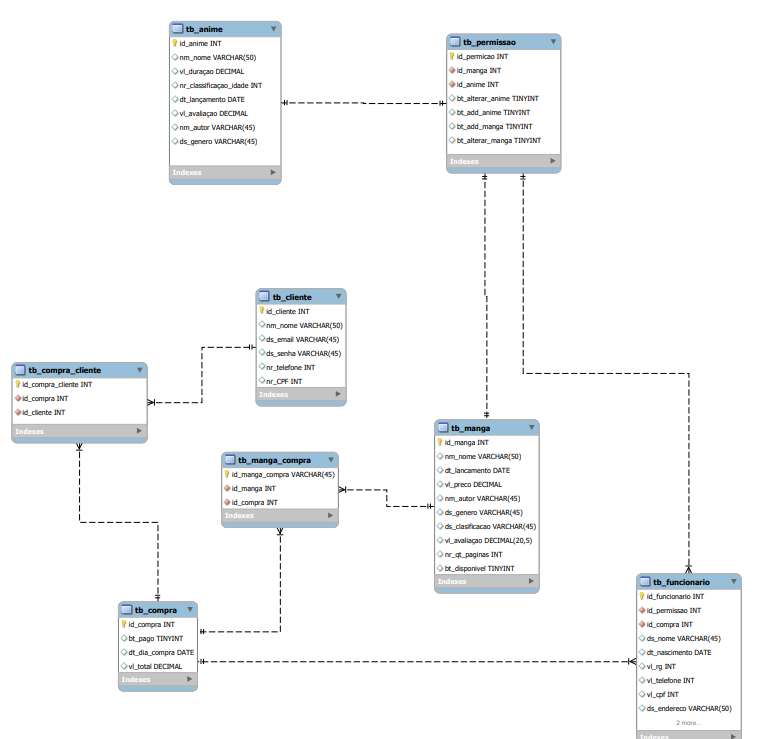 tb_anime
id_anime INT
nm_nome VARCHAR(50)
vl_duraçao DECIMAL
nr_classificaçao_idade INT
dt_lançamento DATE
vl_avaliaçao DECIMAL
nm_autor VARCHAR(45)
ds_genero VARCHAR(45)
Indexes
tb_permissao
id_permicao INT
id_manga INT
id_anime INT
bt_alterar_anime TINYINT
bt_add_anime TINYINT
bt_add_manga TINYINT
bt_alterar_manga TINYINT
Indexes
tb_cliente
id_cliente INT
nm_nome VARCHAR(50)
ds_email VARCHAR(45)
ds_senha VARCHAR(45)
nr_telefone INT
nr_CPF INT
Indexes
tb_compra_cliente
id_compra_cliente INT
id_compra INT
id_cliente INT
Indexes
tb_manga_compra
id_manga_compra VARCHAR(45)
id_manga INT
id_compra INT
Indexes
tb_manga
id_manga INT
nm_nome VARCHAR(50)
dt_lancamento DATE
vl_preco DECIMAL
nm_autor VARCHAR(45)
ds_genero VARCHAR(45)
ds_clasificacao VARCHAR(45)
vl_avaliaçao DECIMAL(20,5)
nr_qt_paginas INT
bt_disponivel TINYINT
Indexes
tb_compra
id_compra INT
bt_pago TINYINT
dt_dia_compra DATE
vl_total DECIMAL
Indexes
tb_funcionario
id_funcionario INT
id_permissao INT
id_compra INT
ds_nome VARCHAR(45)
dt_nascimento DATE
vl_rg INT
vl_telefone INT
vl_cpf INT
ds_endereco VARCHAR(50)
2 more...
Indexes